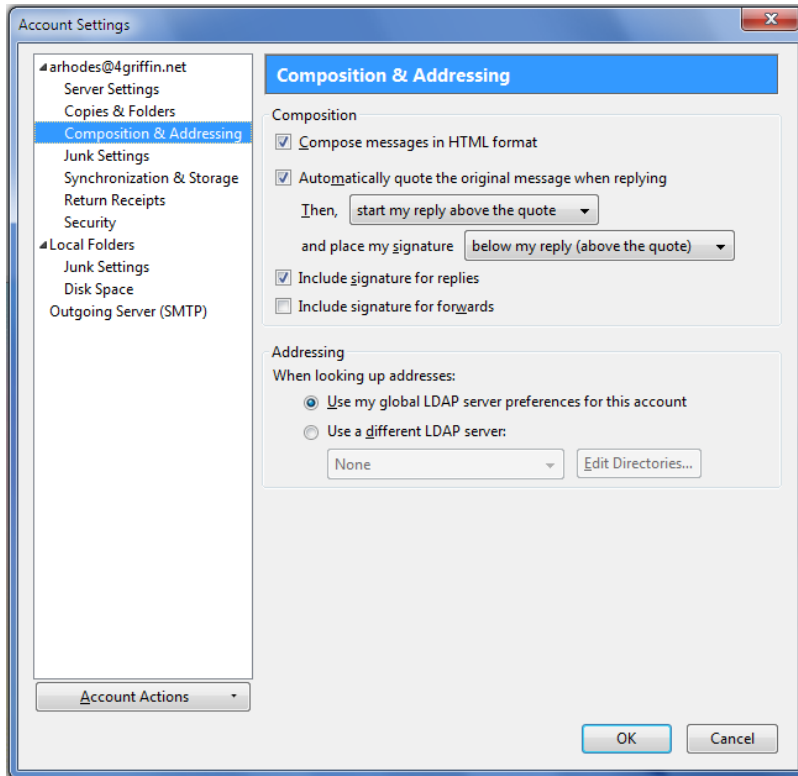 Account Settings
arhodes@4griffin.net
Server Settings
Copies & Folders
Composition & Addressing
Junk Settings
Synchronization & Storage
Return Receipts
Security
Local Folders
Junk Settings
Disk Space
Outgoing Server (SMTP)
Account Actions
Composition & Addressing
Composition
Compose messages in HTML format
Automatically quote the original message when replying
Then, start my reply above the quote
and place my signature below my reply (above the quote)
Include signature for replies
Include signature for forwards
Addressing
When looking up addresses:
Use my global LDAP server preferences for this account
Use a different LDAP server:
None Edit Directories...
OK Cancel